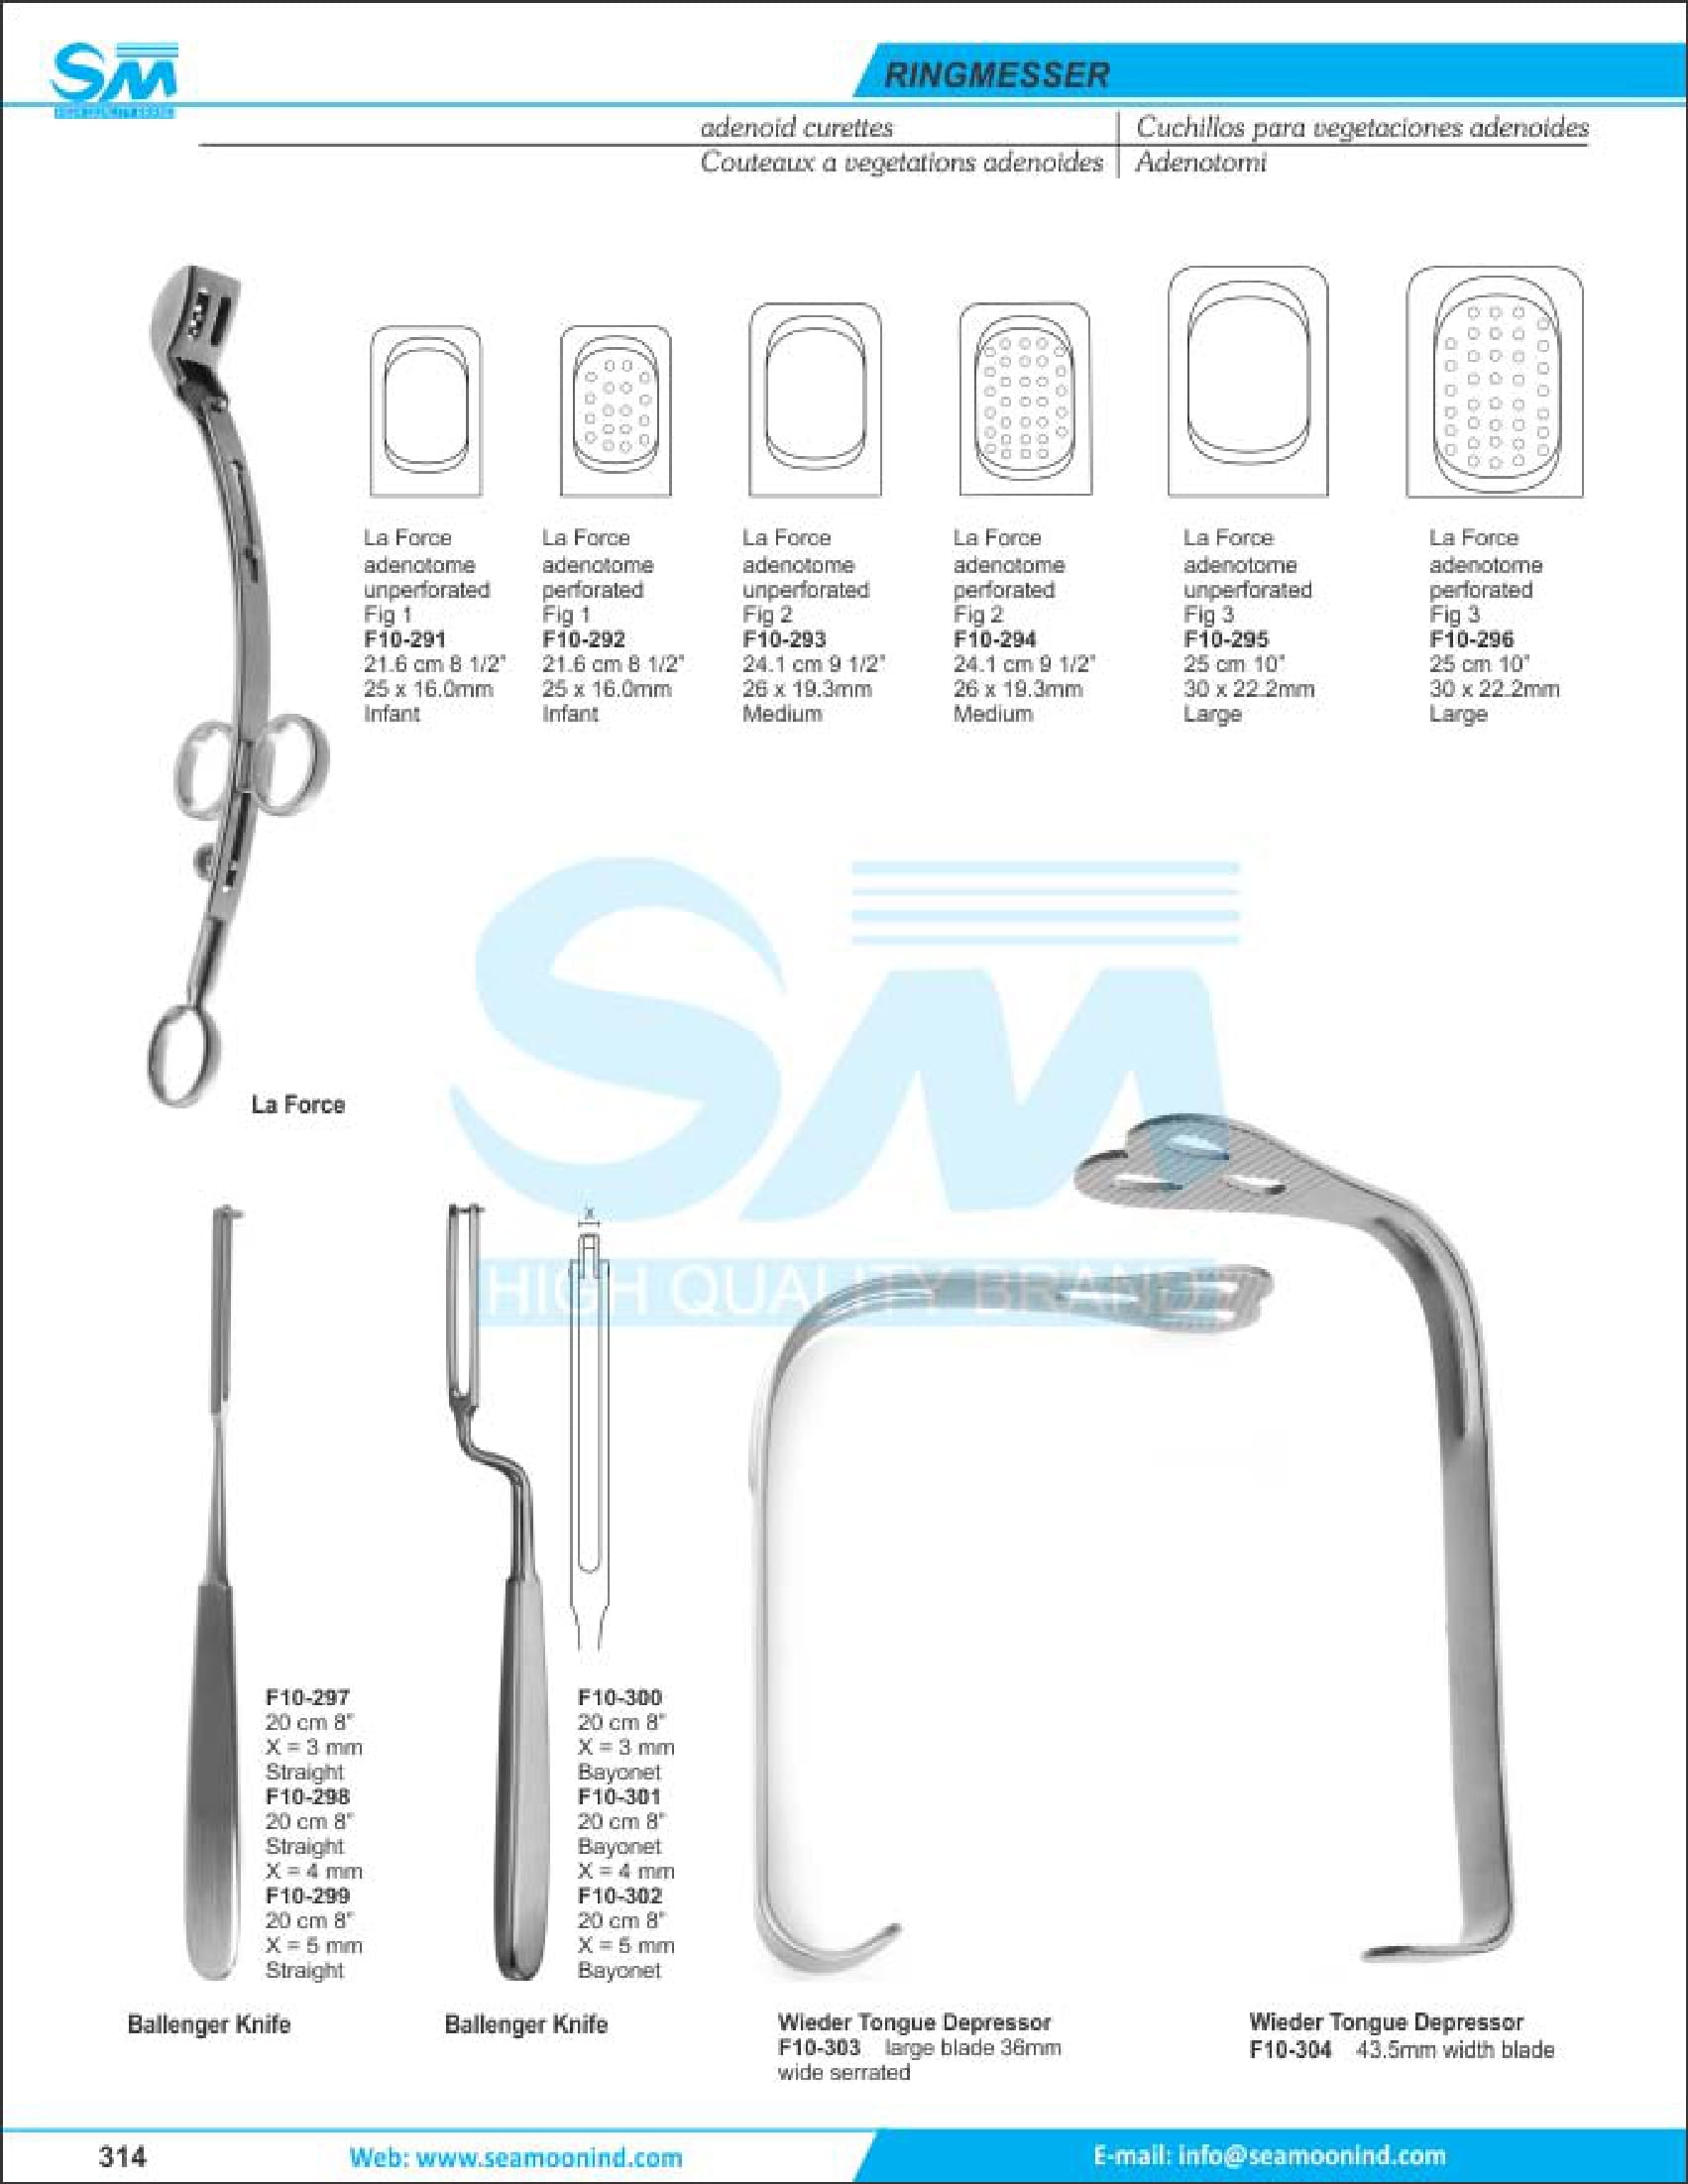 SM
RINGMESSER
adenoid curettes
Cuchillos para vegetaciones adenoides
Couteaux a vegetations adenoides
Adenotomi
La Force
adenotome
unperforated
Fig 1
F10-291
21.6 cm 8 1/2"
25 x 16.0mm
Infant
La Force
adenotome
perforated
Fig 1
F10-292
21.6 cm 8 1/2"
25 x 16.0mm
Infant
La Force
adenotome
unperforated
Fig 2
F10-293
24.1 cm 9 1/2"
26 x 19.3mm
Medium
La Force
adenotome
perforated
Fig 2
F10-294
24.1 cm 9 1/2"
26 x 19.3mm
Medium
La Force
adenotome
unperforated
Fig 3
F10-295
25 cm 10"
30 x 22.2mm
Large
La Force
adenotome
perforated
Fig 3
F10-296
25 cm 10"
30 x 22.2mm
Large
La Force
SM
HIGH QUALITY BRAND
X
F10-297
20 cm 8"
X = 3 mm
Straight
F10-298
20 cm 8"
Straight
X = 4 mm
F10-299
20 cm 8"
X = 5 mm
Straight
Ballenger Knife
F10-300
20 cm 8"
X = 3 mm
Bayonet
F10-301
20 cm 8"
Bayonet
X = 4 mm
F10-302
20 cm 8"
X = 5 mm
Bayonet
Ballenger Knife
Wieder Tongue Depressor
F10-303 large blade 36mm
wide serrated
Wieder Tongue Depressor
F10-304 43.5mm width blade
314
Web: www.seamoonind.com
E-mail: info@seamoonind.com